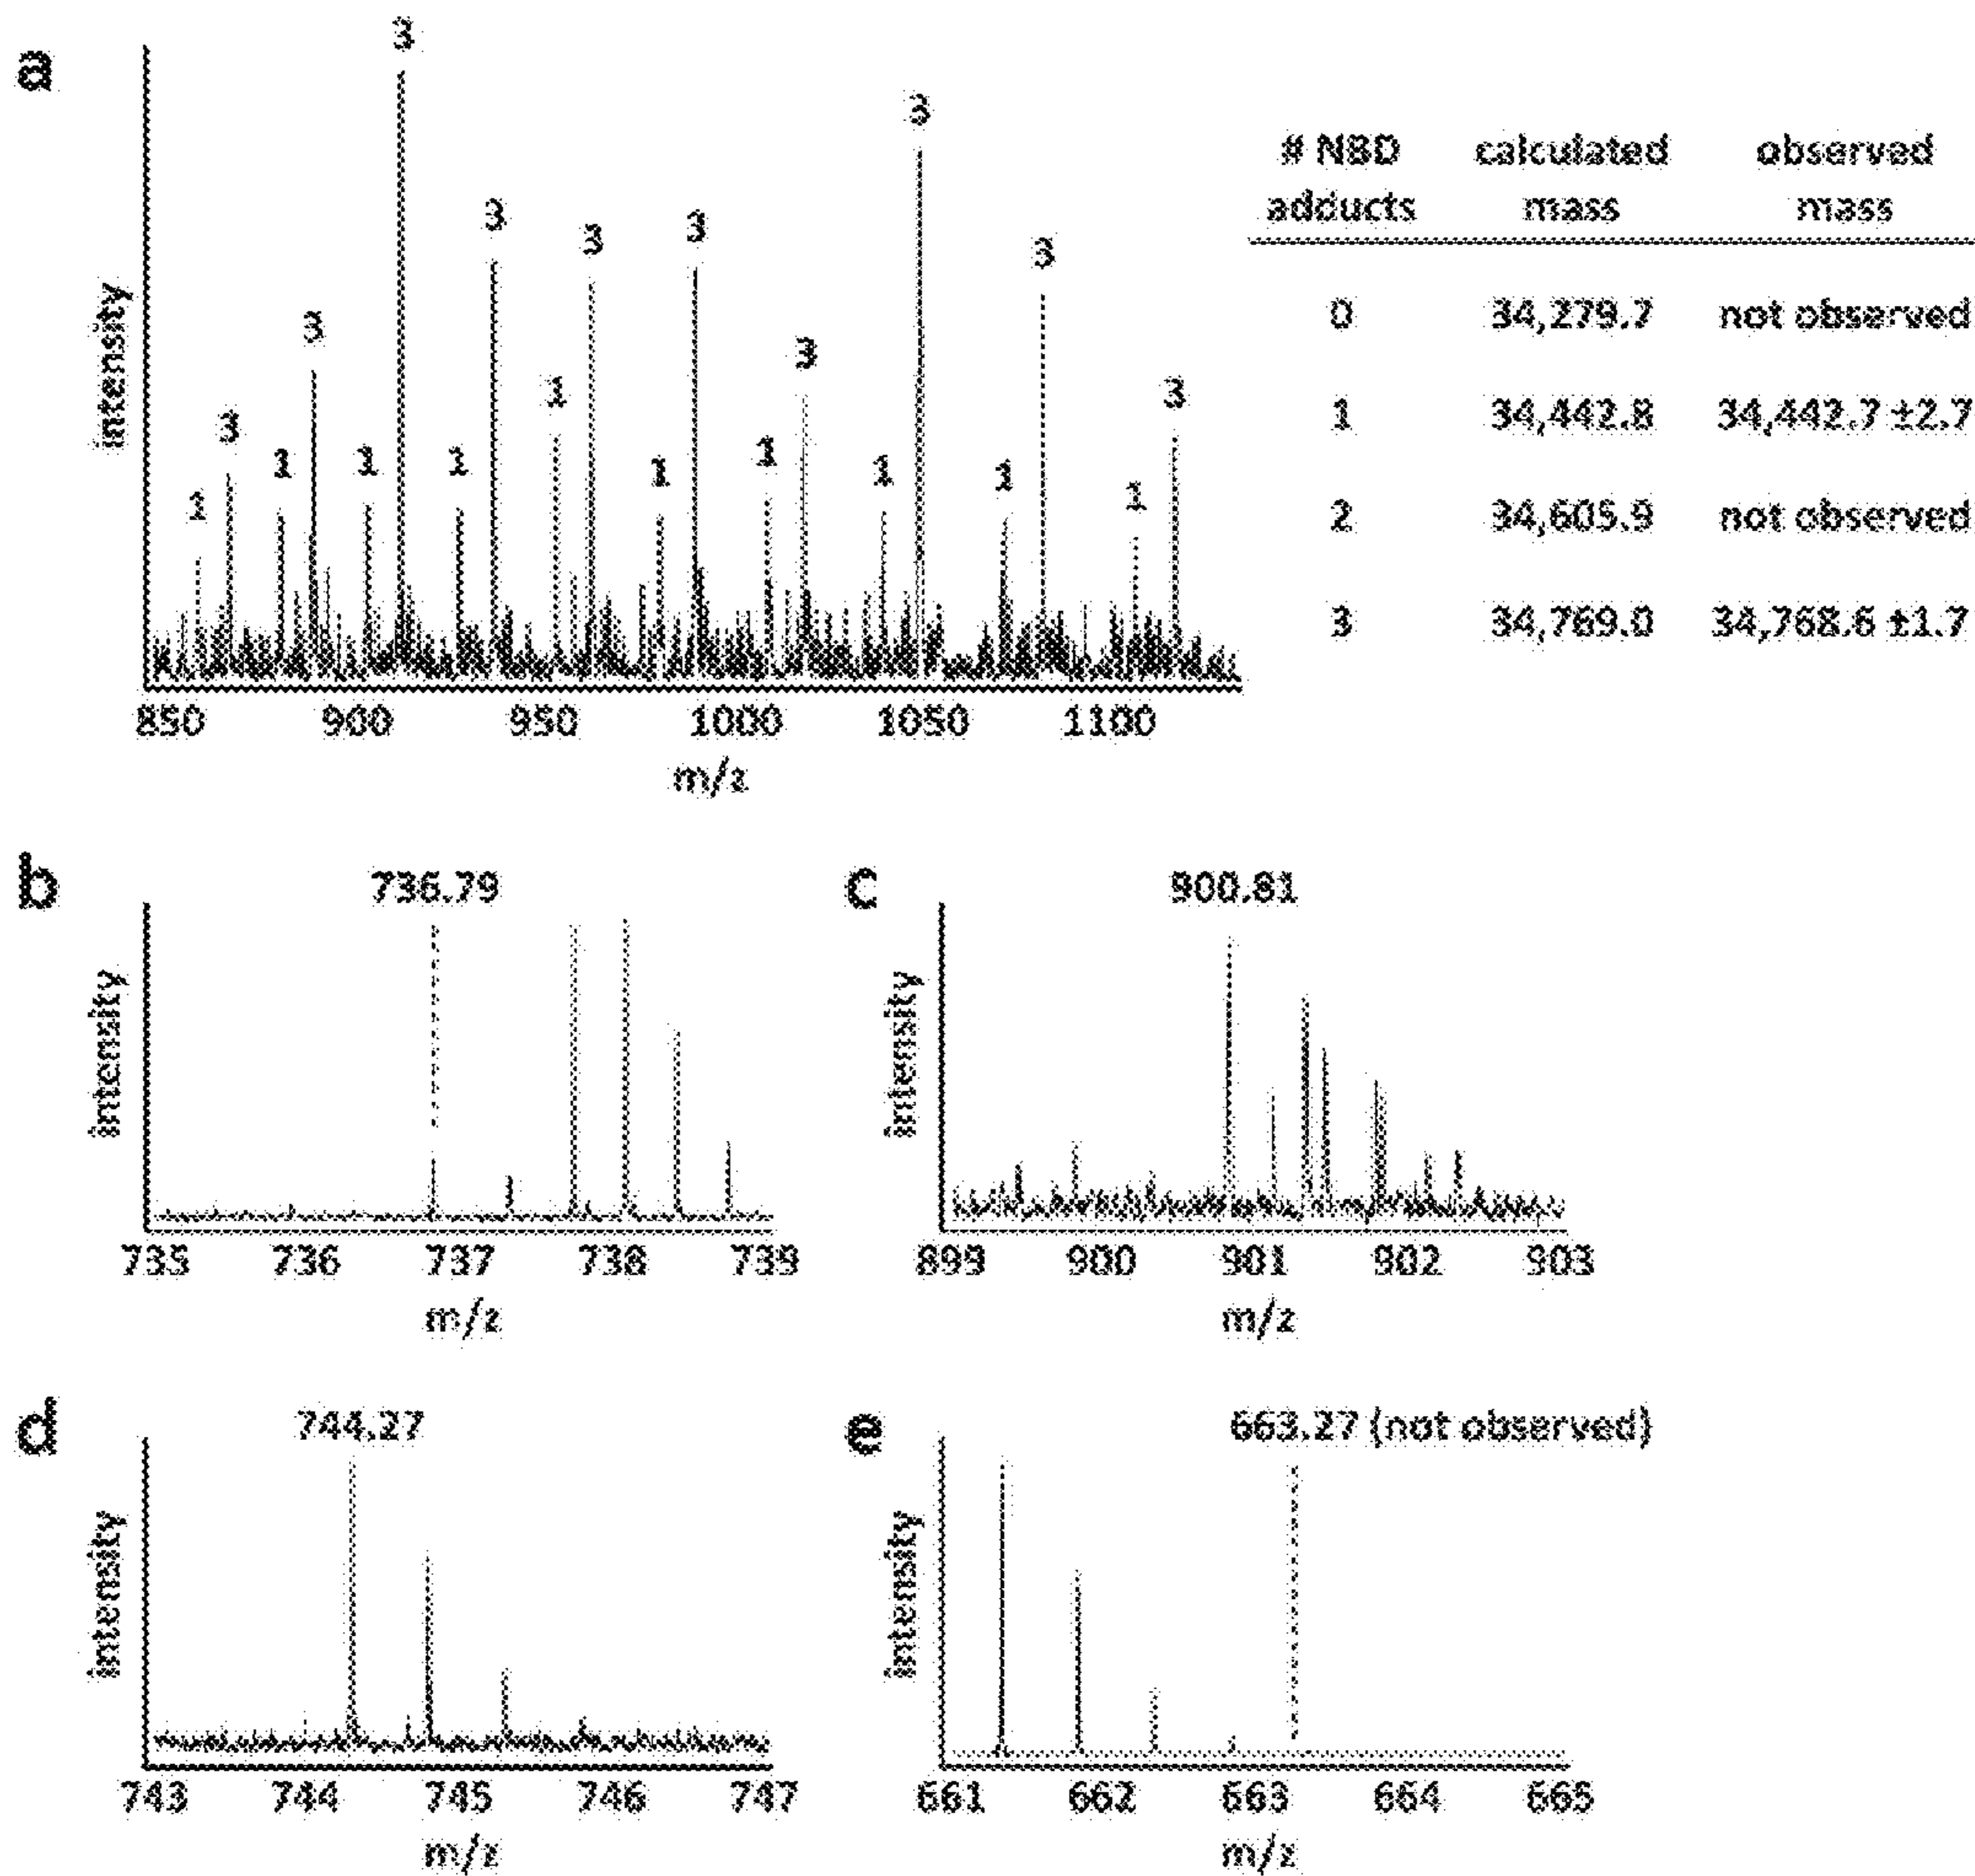 a
3
3
3
3
3
3
3
3
3
3
1
1
1
1
1
1
1
1
1
1
intensity
850 900 950 1000 1050 1100
m/z
# NBD calculated observed
adducts mass mass
0 34,279.7 not observed
1 34,442.8 34,442.7 ±2.7
2 34,605.9 not observed
3 34,769.0 34,768.6 ±1.7
b
736.79
intensity
735 736 737 738 739
m/z
c
900.81
intensity
899 900 901 902 903
m/z
d
744.27
intensity
743 744 745 746 747
m/z
e
663.27 (not observed)
intensity
661 662 663 664 665
m/z